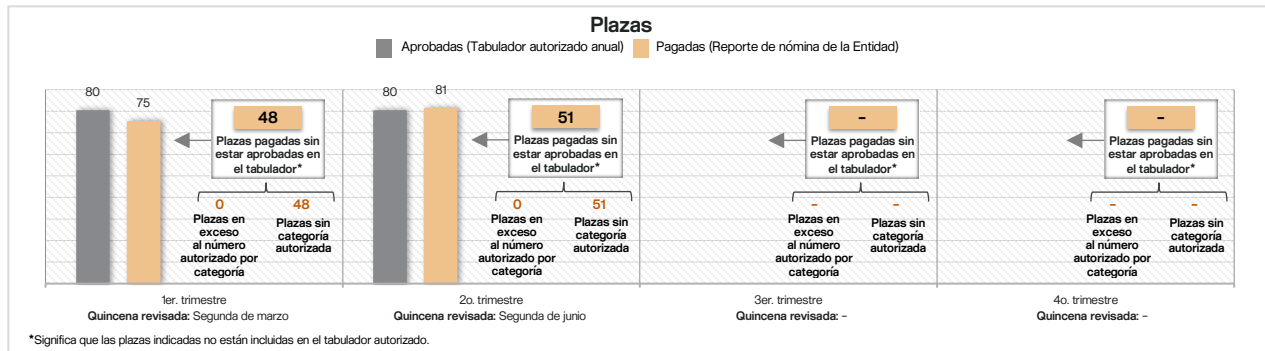 Plazas
Aprobadas (Tabulador autorizado anual) Pagadas (Reporte de nómina de la Entidad)
80
75
48
Plazas pagadas sin
estar aprobadas en
el tabulador*
0
48
Plazas en
exceso
al número
autorizado por
categoría
Plazas sin
categoría
autorizada
1er. trimestre
Quincena revisada: Segunda de marzo
80
81
51
Plazas pagadas sin
estar aprobadas en
el tabulador*
0
51
Plazas en
exceso
al número
autorizado por
categoría
Plazas sin
categoría
autorizada
2o. trimestre
Quincena revisada: Segunda de junio
–
Plazas pagadas sin
estar aprobadas en
el tabulador*
–
–
Plazas en
exceso
al número
autorizado por
categoría
Plazas sin
categoría
autorizada
3er. trimestre
Quincena revisada: –
–
Plazas pagadas sin
estar aprobadas en
el tabulador*
–
–
Plazas en
exceso
al número
autorizado por
categoría
Plazas sin
categoría
autorizada
4o. trimestre
Quincena revisada: –
*Significa que las plazas indicadas no están incluidas en el tabulador autorizado.